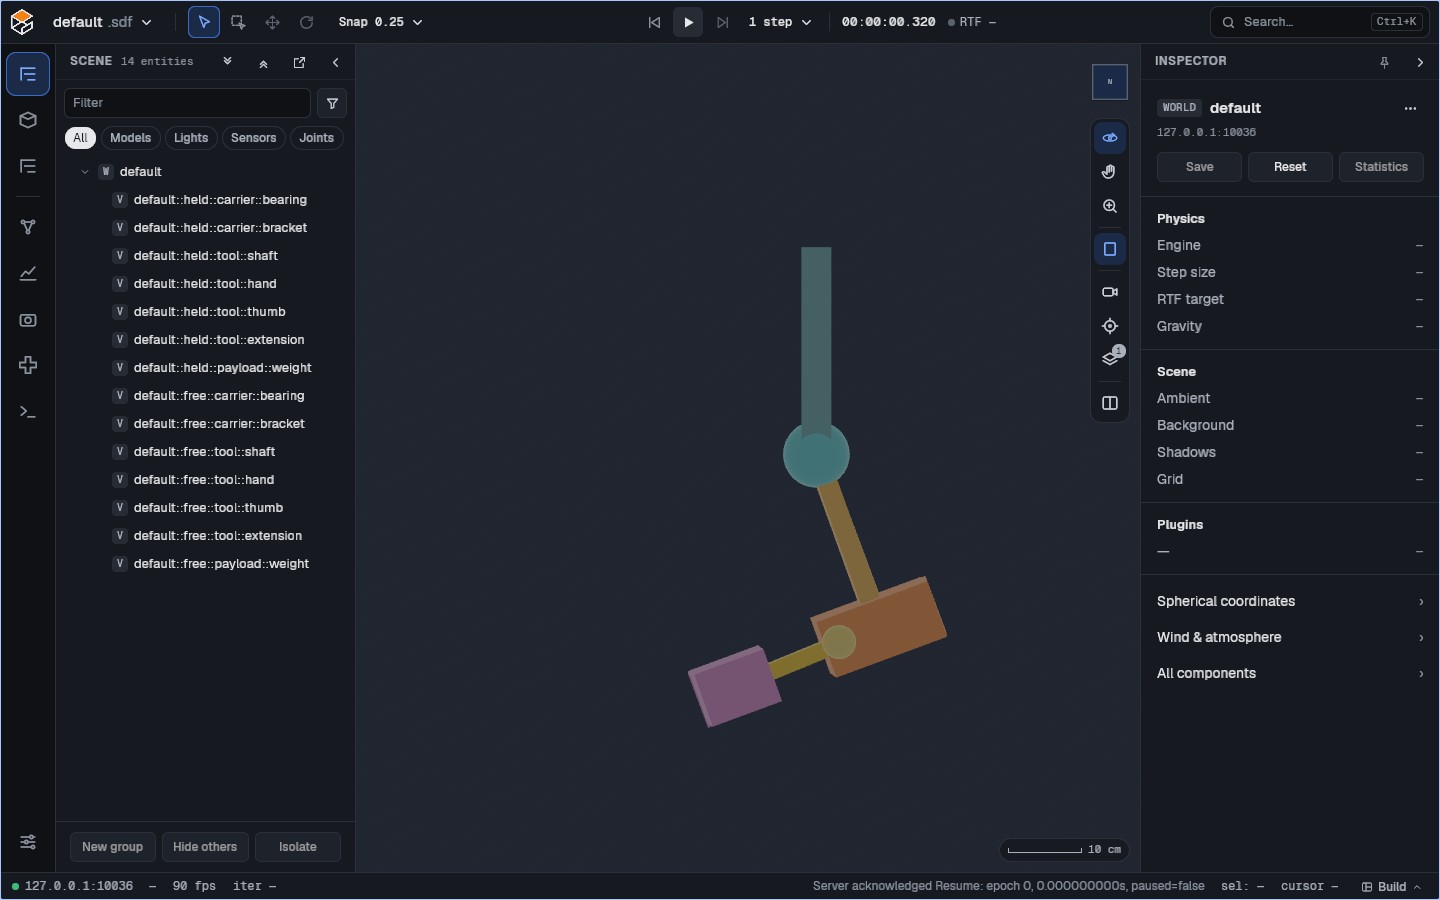 default .sdf
Snap 0.25
1 step
00:00:00.320
RTF –
Search...
Ctrl+K
SCENE 14 entities
Filter
All
Models
Lights
Sensors
Joints
W default
V default::held::carrier::bearing
V default::held::carrier::bracket
V default::held::tool::shaft
V default::held::tool::hand
V default::held::tool::thumb
V default::held::tool::extension
V default::held::payload::weight
V default::free::carrier::bearing
V default::free::carrier::bracket
V default::free::tool::shaft
V default::free::tool::hand
V default::free::tool::thumb
V default::free::tool::extension
V default::free::payload::weight
New group
Hide others
Isolate
N
1
10 cm
INSPECTOR
WORLD default
127.0.0.1:10036
Save
Reset
Statistics
Physics
Engine –
Step size –
RTF target –
Gravity –
Scene
Ambient –
Background –
Shadows –
Grid –
Plugins
— –
Spherical coordinates ›
Wind & atmosphere ›
All components ›
127.0.0.1:10036 – 90 fps iter –
Server acknowledged Resume: epoch 0, 0.000000000s, paused=false
sel: –
cursor –
Build